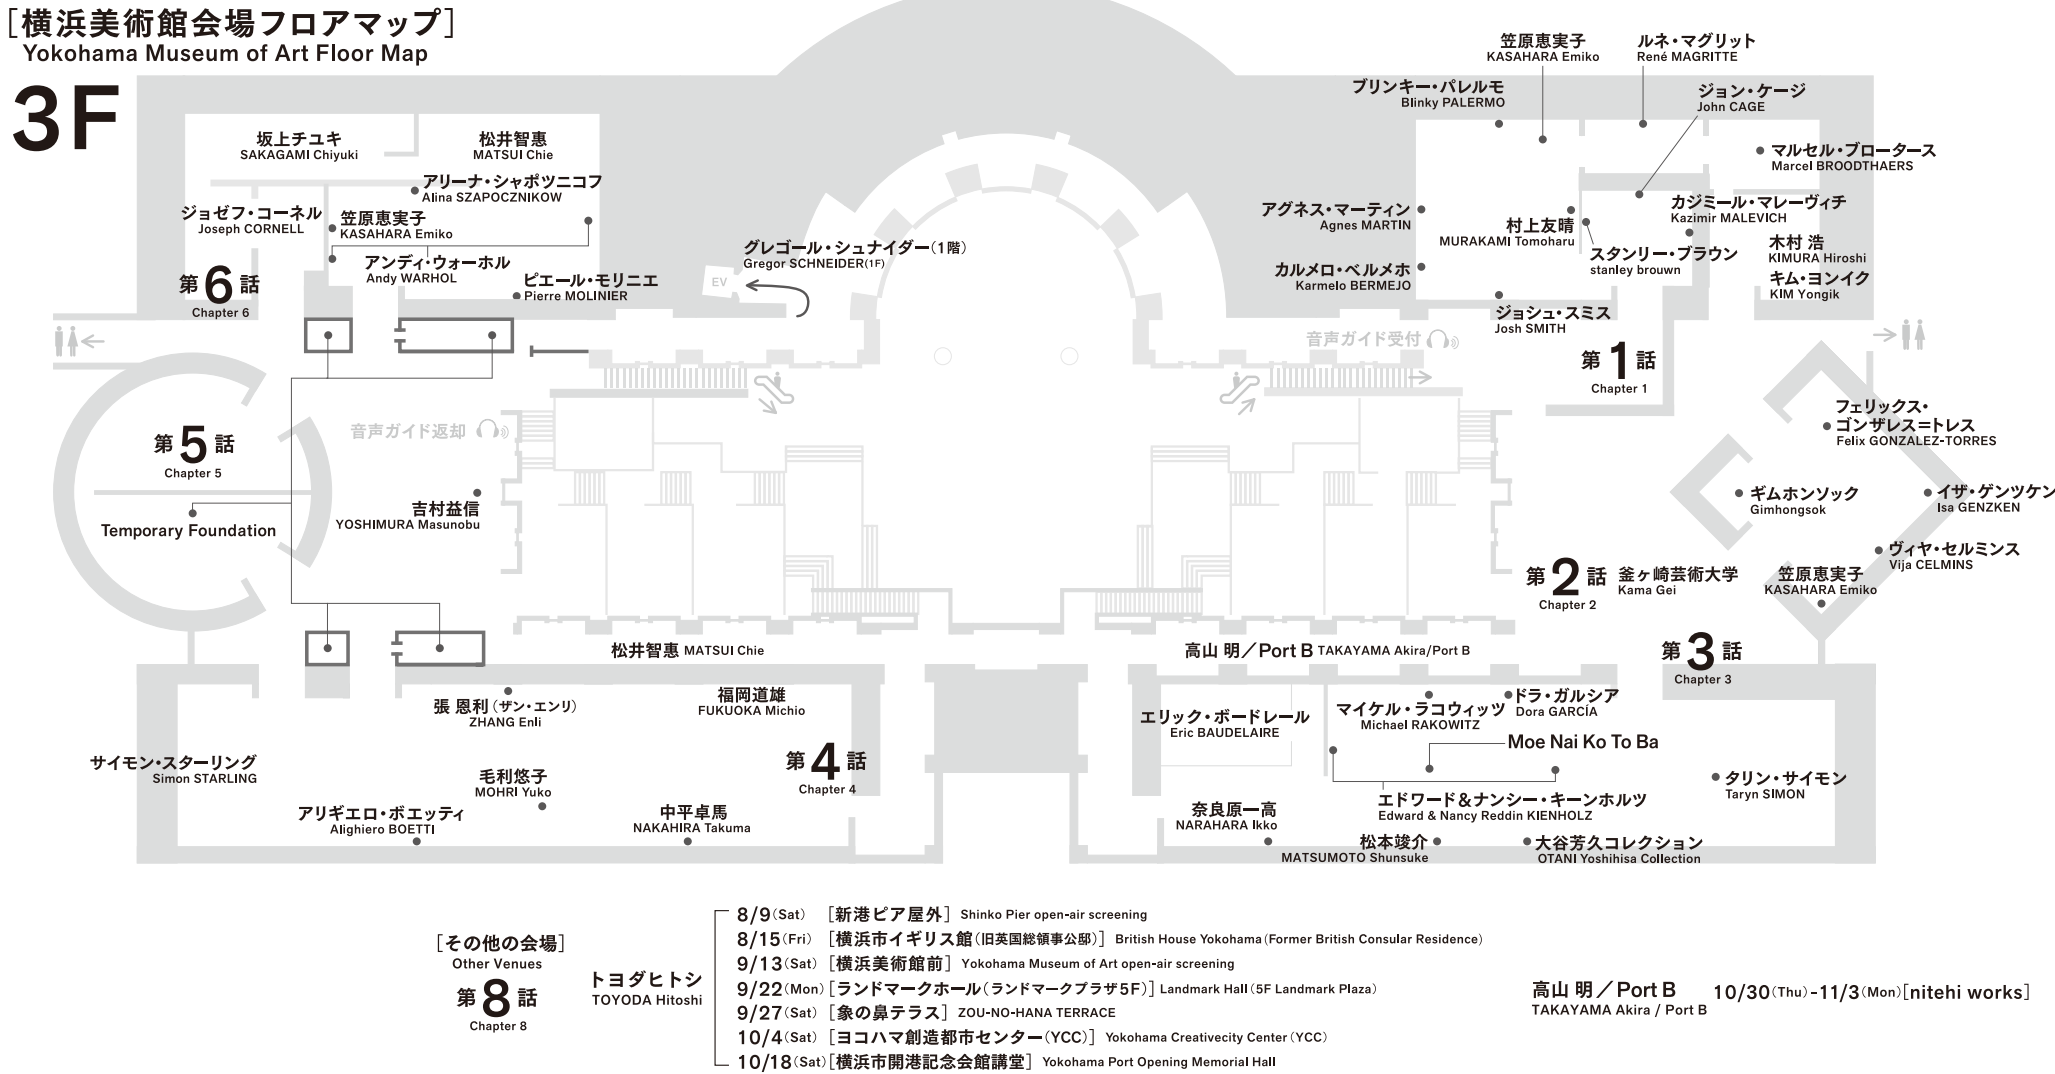 [横浜美術館会場フロアマップ]
Yokohama Museum of Art Floor Map
3F
坂上チユキ
SAKAGAMI Chiyuki
松井智惠
MATSUI Chie
アリーナ・シャポツニコフ
Alina SZAPOCZNIKOW
ジョゼフ・コーネル
Joseph CORNELL
笠原恵実子
KASAHARA Emiko
アンディ・ウォーホル
Andy WARHOL
ピエール・モリニエ
Pierre MOLINIER
第6話
Chapter 6
グレゴール・シュナイダー(1階)
Gregor SCHNEIDER(1F)
EV
笠原恵実子
KASAHARA Emiko
ルネ・マグリット
René MAGRITTE
ブリンキー・パレルモ
Blinky PALERMO
ジョン・ケージ
John CAGE
マルセル・ブロータース
Marcel BROODTHAERS
アグネス・マーティン
Agnes MARTIN
村上友晴
MURAKAMI Tomoharu
カジミール・マレーヴィチ
Kazimir MALEVICH
スタンリー・ブラウン
stanley brouwn
木村 浩
KIMURA Hiroshi
キム・ヨンイク
KIM Yongik
カルメロ・ベルメホ
Karmelo BERMEJO
ジョシュ・スミス
Josh SMITH
音声ガイド受付
第1話
Chapter 1
第5話
Chapter 5
音声ガイド返却
Temporary Foundation
吉村益信
YOSHIMURA Masunobu
フェリックス・
ゴンザレス=トレス
Felix GONZALEZ-TORRES
ギムホンソック
Gimhongsok
イザ・ゲンツケン
Isa GENZKEN
ヴィヤ・セルミンス
Vija CELMINS
笠原恵実子
KASAHARA Emiko
第2話
Chapter 2
釜ヶ崎芸術大学
Kama Gei
第3話
Chapter 3
松井智惠 MATSUI Chie
高山 明/Port B TAKAYAMA Akira/Port B
張 恩利(ザン・エンリ)
ZHANG Enli
福岡道雄
FUKUOKA Michio
サイモン・スターリング
Simon STARLING
毛利悠子
MOHRI Yuko
アリギエロ・ボエッティ
Alighiero BOETTI
中平卓馬
NAKAHIRA Takuma
第4話
Chapter 4
エリック・ボードレール
Eric BAUDELAIRE
マイケル・ラコウィッツ
Michael RAKOWITZ
ドラ・ガルシア
Dora GARCÍA
Moe Nai Ko To Ba
エドワード&ナンシー・キーンホルツ
Edward & Nancy Reddin KIENHOLZ
タリン・サイモン
Taryn SIMON
奈良原一高
NARAHARA Ikko
松本竣介
MATSUMOTO Shunsuke
大谷芳久コレクション
OTANI Yoshihisa Collection
[その他の会場]
Other Venues
第8話
Chapter 8
トヨダヒトシ
TOYODA Hitoshi
8/9(Sat) [新港ピア屋外] Shinko Pier open-air screening
8/15(Fri) [横浜市イギリス館(旧英国総領事公邸)] British House Yokohama (Former British Consular Residence)
9/13(Sat) [横浜美術館前] Yokohama Museum of Art open-air screening
9/22(Mon) [ランドマークホール(ランドマークプラザ5F)] Landmark Hall (5F Landmark Plaza)
9/27(Sat) [象の鼻テラス] ZOU-NO-HANA TERRACE
10/4(Sat) [ヨコハマ創造都市センター(YCC)] Yokohama Creativecity Center (YCC)
10/18(Sat) [横浜市開港記念会館講堂] Yokohama Port Opening Memorial Hall
高山 明/Port B 10/30(Thu)-11/3(Mon)[nitehi works]
TAKAYAMA Akira / Port B